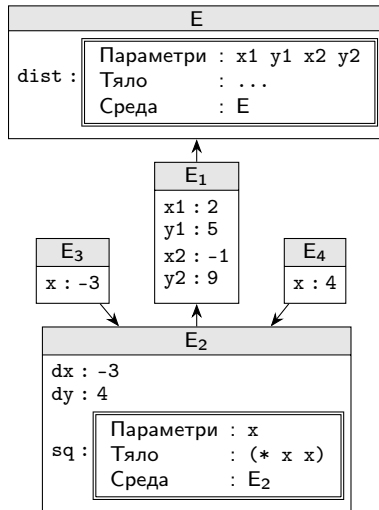 E
dist :
Параметри : x1 y1 x2 y2
Тяло : ...
Среда : E
E1
x1 : 2
y1 : 5
x2 : -1
y2 : 9
E3
x : -3
E4
x : 4
E2
dx : -3
dy : 4
sq :
Параметри : x
Тяло : (* x x)
Среда : E2